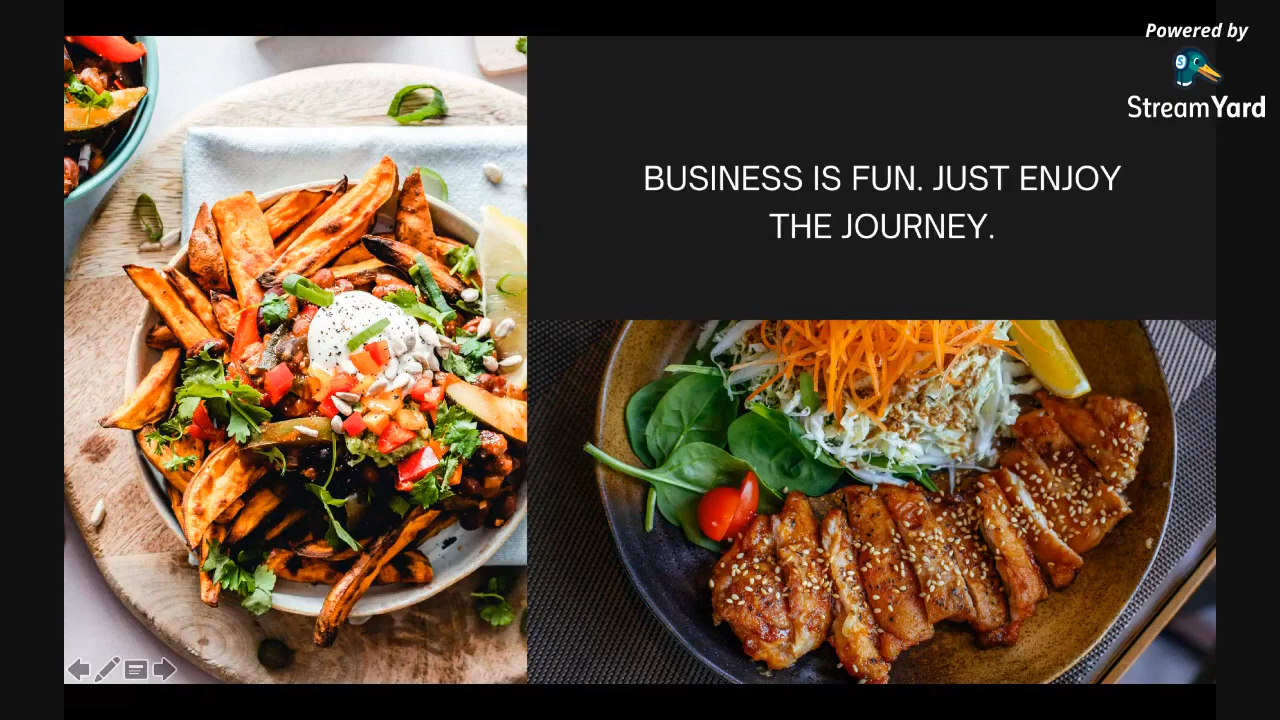 Powered by
StreamYard
BUSINESS IS FUN. JUST ENJOY
THE JOURNEY.